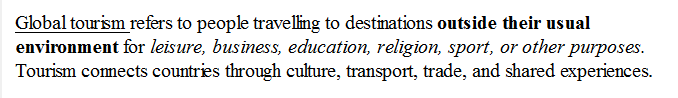 Global tourism refers to people travelling to destinations outside their usual
environment for leisure, business, education, religion, sport, or other purposes.
Tourism connects countries through culture, transport, trade, and shared experiences.